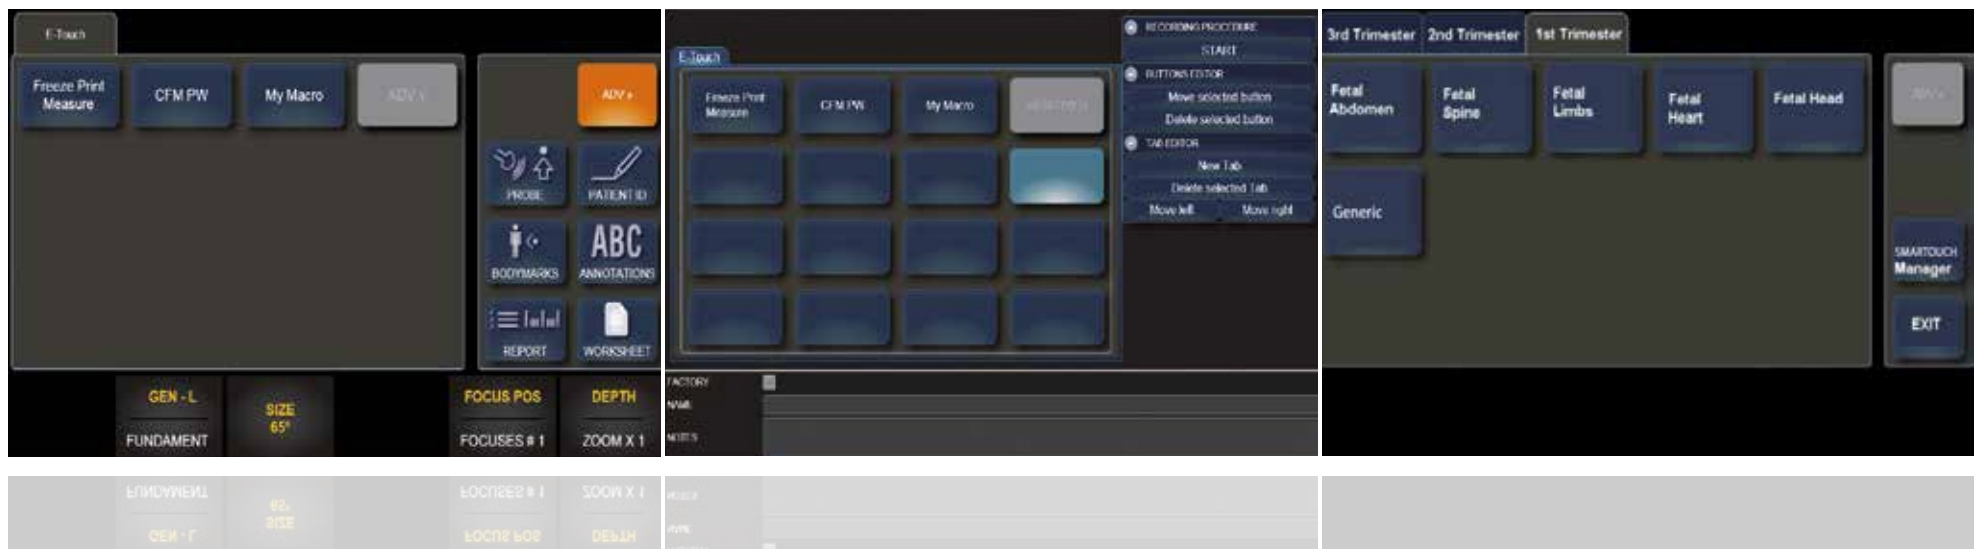 E-Touch
Freeze Print
Measure
CFM PW
My Macro
ADV »
PROBE
PATIENT ID
BODYMARKS
ABC
ANNOTATIONS
REPORT
WORKSHEET
GEN - L
FUNDAMENT
SIZE
65°
FOCUS POS
FOCUSES # 1
DEPTH
ZOOM X 1
E-Touch
Freeze Print
Measure
CFM PW
My Macro
RECORDING PROCEDURE
START
BUTTONS EDITOR
Move selected button
Delete selected button
TAB EDITOR
New Tab
Delete selected Tab
Move left
Move right
FACTORY
NAME
NOTES
3rd Trimester
2nd Trimester
1st Trimester
Fetal
Abdomen
Fetal
Spine
Fetal
Limbs
Fetal
Heart
Fetal Head
Generic
SMARTOUCH
Manager
EXIT